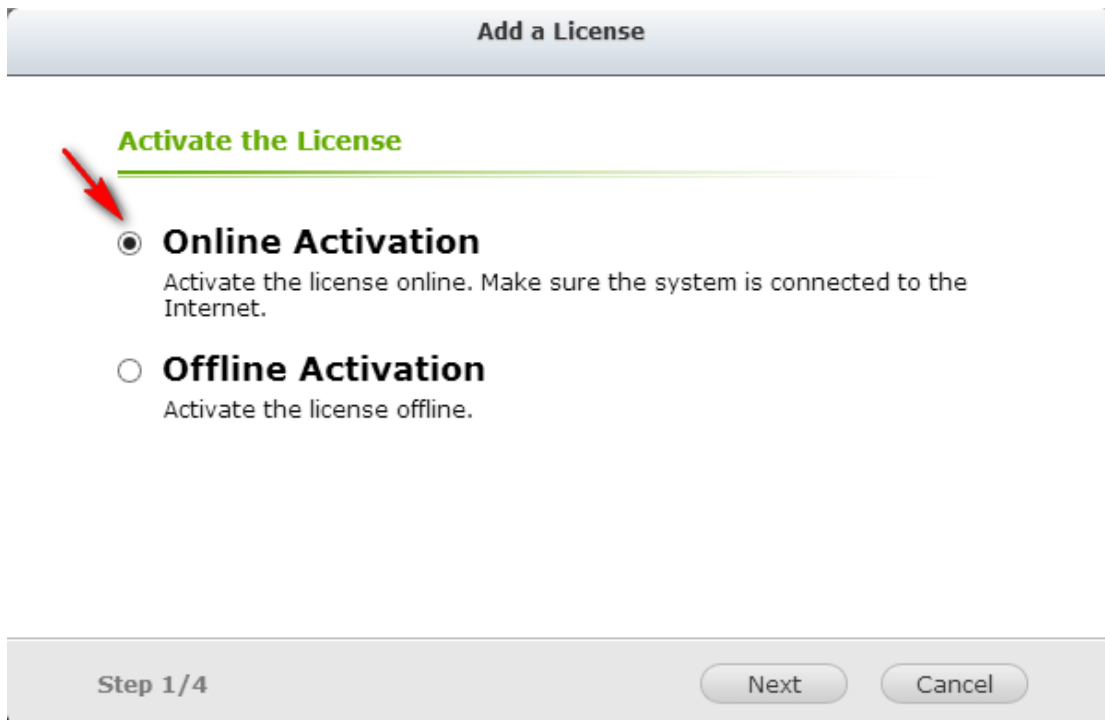 Add a License
Activate the License
Online Activation
Activate the license online. Make sure the system is connected to the
Internet.
Offline Activation
Activate the license offline.
Step 1/4
Next
Cancel